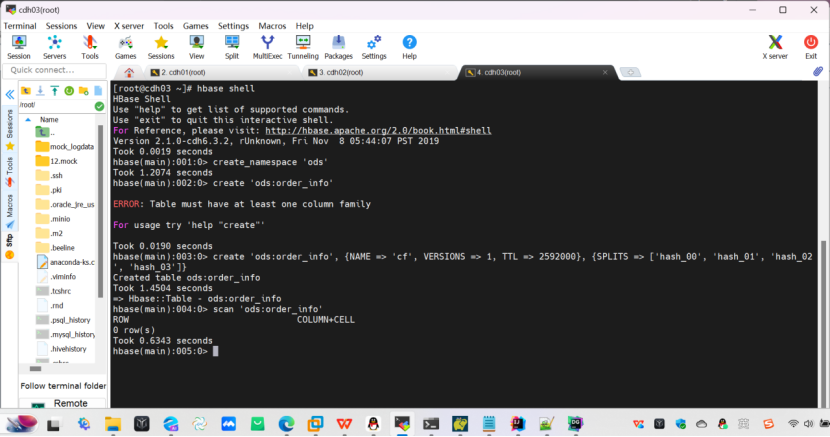 cdh03(root)
Terminal Sessions View X server Tools Games Settings Macros Help
Session Servers Tools Games Sessions View Split MultiExec Tunneling Packages Settings Help X server Exit
Quick connect...
2. cdh01(root)
3. cdh02(root)
4. cdh03(root)
/root/
Name
..
mock_logdata
12.mock
.ssh
.pki
.oracle_jre_us
.minio
.m2
.beeline
anaconda-ks.c
.viminfo
.tcshrc
.rnd
.psql_history
.mysql_history
.hivehistory
Follow terminal folder
Remote
Sessions
Tools
Macros
Sftp
[root@cdh03 ~]# hbase shell
HBase Shell
Use "help" to get list of supported commands.
Use "exit" to quit this interactive shell.
For Reference, please visit: http://hbase.apache.org/2.0/book.html#shell
Version 2.1.0-cdh6.3.2, rUnknown, Fri Nov  8 05:44:07 PST 2019
Took 0.0019 seconds
hbase(main):001:0> create_namespace 'ods'
Took 1.2074 seconds
hbase(main):002:0> create 'ods:order_info'
ERROR: Table must have at least one column family
For usage try 'help "create"'
Took 0.0190 seconds
hbase(main):003:0> create 'ods:order_info', {NAME => 'cf', VERSIONS => 1, TTL => 2592000}, {SPLITS => ['hash_00', 'hash_01', 'hash_02
', 'hash_03']}
Created table ods:order_info
Took 1.4504 seconds
=> Hbase::Table - ods:order_info
hbase(main):004:0> scan 'ods:order_info'
ROW COLUMN+CELL
0 row(s)
Took 0.6343 seconds
hbase(main):005:0>